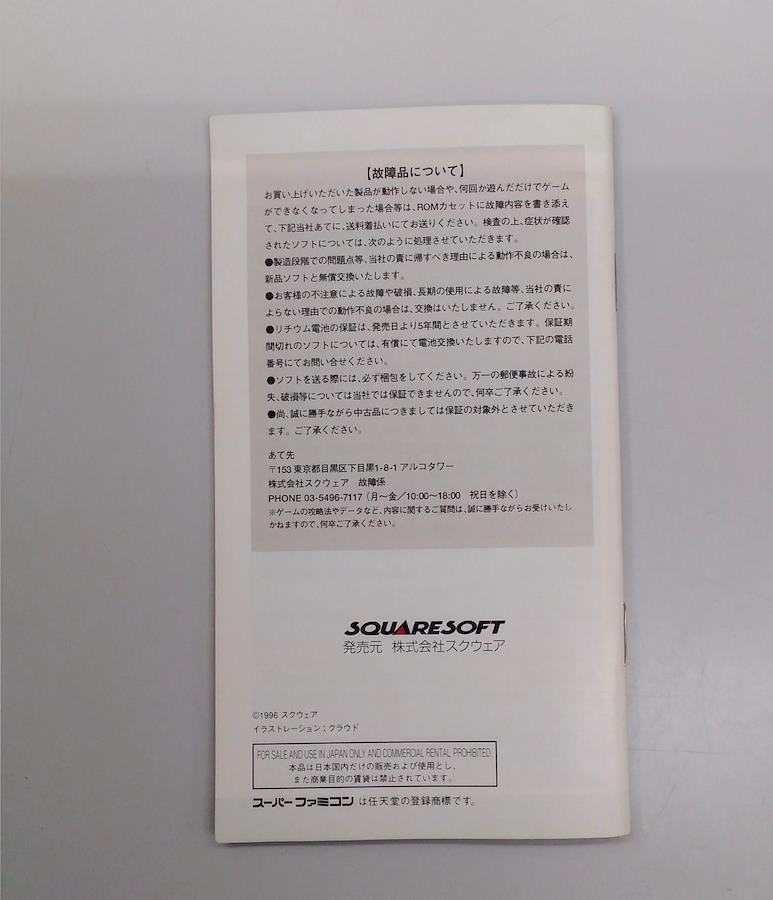 【故障品について】
お買い上げいただいた製品が動作しない場合や、何回か遊んだだけでゲーム
ができなくなってしまった場合等は、ROMカセットに故障内容を書き添え
て、下記当社あてに、送料着払いにてお送りください。検査の上、症状が確認
されたソフトについては、次のように処理させていただきます。
●製造段階での問題点等、当社の責に帰すべき理由による動作不良の場合は、
新品ソフトと無償交換いたします。
●お客様の不注意による故障や破損、長期の使用による故障等、当社の責に
よらない理由での動作不良の場合は、交換はいたしません。ご了承ください。
●リチウム電池の保証は、発売日より5年間とさせていただきます。保証期
間切れのソフトについては、有償にて電池交換いたしますので、下記の電話
番号にてお問い合せください。
●ソフトを送る際には、必ず梱包をしてください。万一の郵便事故による紛
失、破損等については当社では保証できませんので、何卒ご了承ください。
●尚、誠に勝手ながら中古品につきましては保証の対象外とさせていただき
ます。ご了承ください。
あて先
〒153 東京都目黒区下目黒1-8-1 アルコタワー
株式会社スクウェア 故障係
PHONE 03-5496-7117（月〜金／10:00〜18:00 祝日を除く）
※ゲームの攻略法やデータなど、内容に関するご質問は、誠に勝手ながらお受けいたし
かねますので、何卒ご了承ください。
SQUARESOFT
発売元 株式会社スクウェア
©1996 スクウェア
イラストレーション：クラウド
FOR SALE AND USE IN JAPAN ONLY AND COMMERCIAL RENTAL PROHIBITED.
本品は日本国内だけの販売および使用とし、
また商業目的の賃貸は禁止されています。
スーパーファミコン は任天堂の登録商標です。